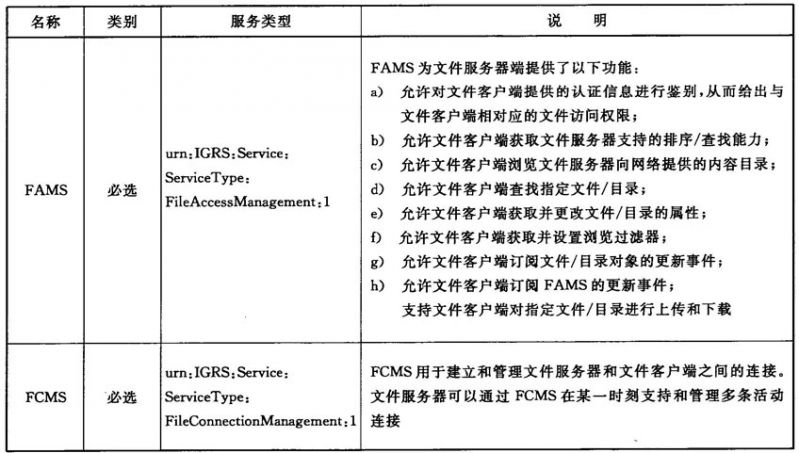 名称 类别 服务类型 说 明
FAMS 必选
urn:IGRS:Service:
ServiceType:
FileAccessManagement:1
FAMS 为文件服务器端提供了以下功能:
a) 允许对文件客户端提供的认证信息进行鉴别,从而给出与
文件客户端相对应的文件访问权限;
b) 允许文件客户端获取文件服务器支持的排序/查找能力;
c) 允许文件客户端浏览文件服务器向网络提供的内容目录;
d) 允许文件客户端查找指定文件/目录;
e) 允许文件客户端获取并更改文件/目录的属性;
f) 允许文件客户端获取并设置浏览过滤器;
g) 允许文件客户端订阅文件/目录对象的更新事件;
h) 允许文件客户端订阅 FAMS 的更新事件;
支持文件客户端对指定文件/目录进行上传和下载
FCMS 必选
urn:IGRS:Service:
ServiceType:
FileConnectionManagement:1
FCMS 用于建立和管理文件服务器和文件客户端之间的连接。
文件服务器可以通过 FCMS 在某一时刻支持和管理多条活动
连接